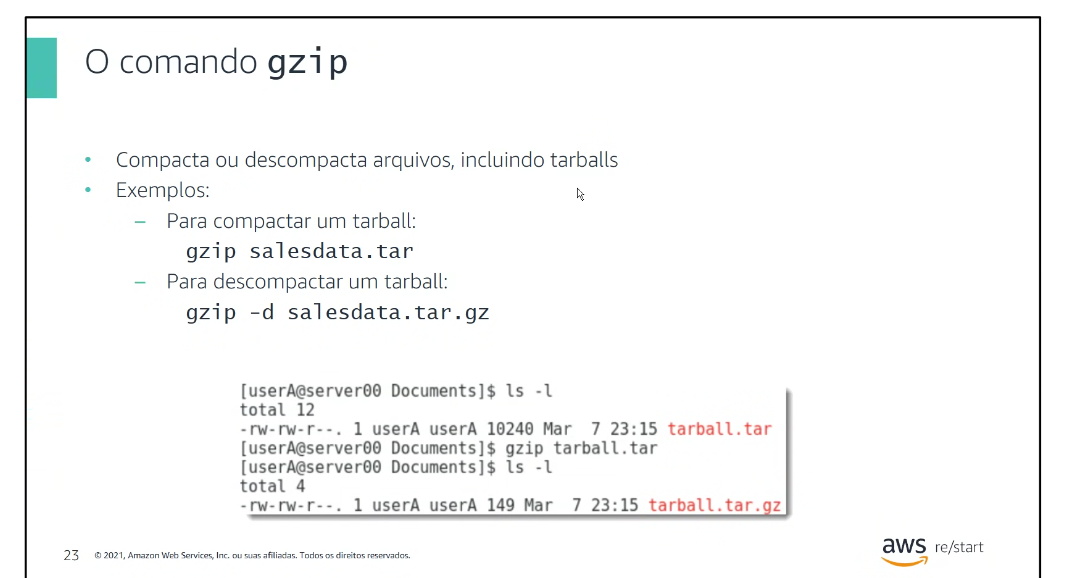 O comando gzip
• Compacta ou descompacta arquivos, incluindo tarballs
• Exemplos:
– Para compactar um tarball:
gzip salesdata.tar
– Para descompactar um tarball:
gzip -d salesdata.tar.gz
[userA@server00 Documents]$ ls -l
total 12
-rw-rw-r--. 1 userA userA 10240 Mar  7 23:15 tarball.tar
[userA@server00 Documents]$ gzip tarball.tar
[userA@server00 Documents]$ ls -l
total 4
-rw-rw-r--. 1 userA userA 149 Mar  7 23:15 tarball.tar.gz
23 © 2021, Amazon Web Services, Inc. ou suas afiliadas. Todos os direitos reservados.
aws re/start